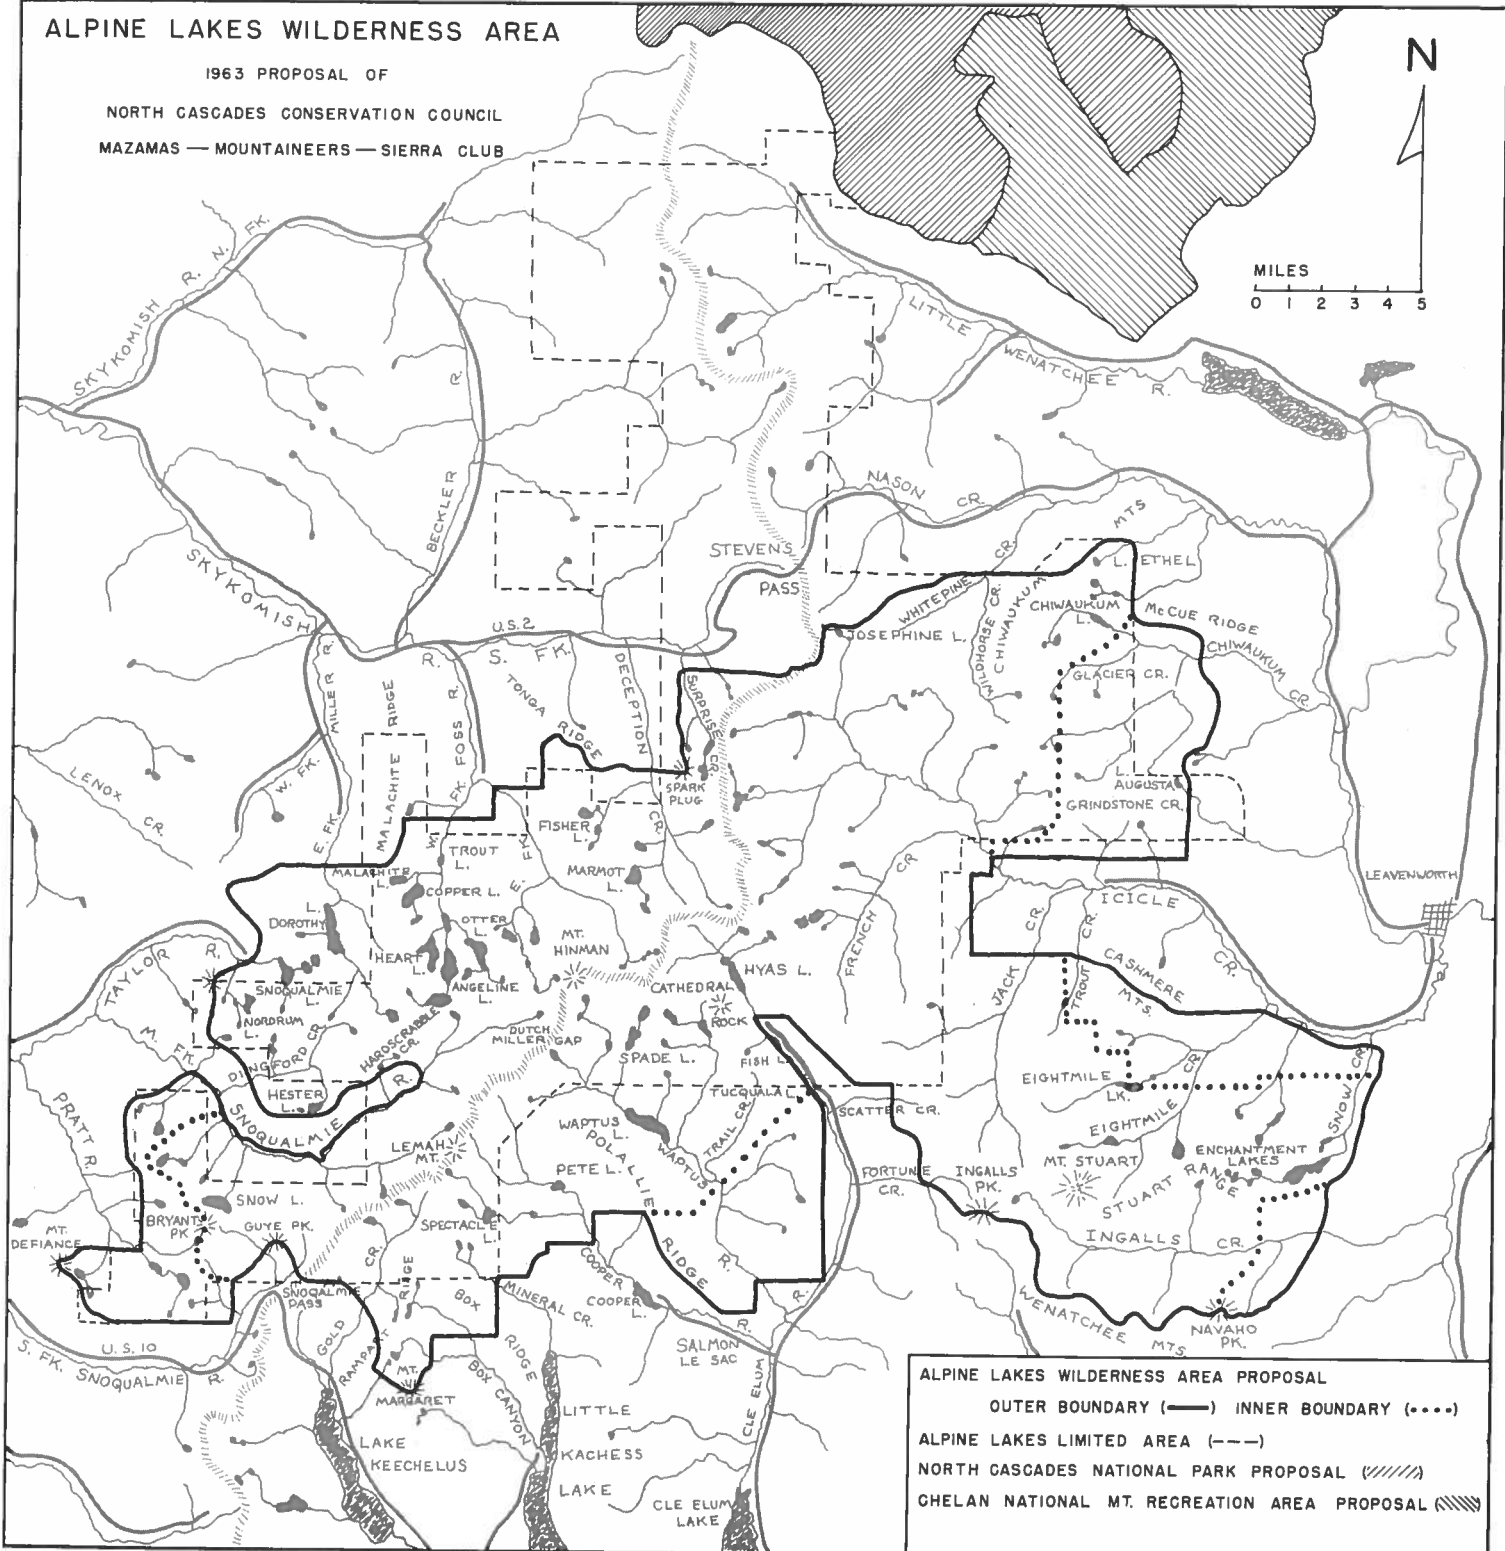 ALPINE LAKES WILDERNESS AREA
1963 PROPOSAL OF
NORTH CASCADES CONSERVATION COUNCIL
MAZAMAS — MOUNTAINEERS — SIERRA CLUB
N
MILES
0 1 2 3 4 5
SKYKOMISH R. N. FK.
LITTLE
WENATCHEE R.
BECKLER R.
NASON CR.
STEVENS
PASS
SKYKOMISH
R. S. FK.
U.S. 2
MTS
L. ETHEL
WHITEPINE CR.
WILDHORSE CR.
CHIWAUKUM
CHIWAUKUM
L.
McCUE RIDGE
CHIWAUKUM CR.
JOSEPHINE L.
GLACIER CR.
MILLER R.
W. FK.
E. FK.
MALACHITE RIDGE
W. FK. FOSS R.
TONGA RIDGE
DECEPTION CR.
SURPRISE CR.
SPARK
PLUG
L.
AUGUSTA
GRINDSTONE CR.
LENOX CR.
FISHER
L.
E. FK.
TROUT
L.
MALACHITE
L.
COPPER L.
MARMOT
L.
LEAVENWORTH
L.
DOROTHY
OTTER
L.
HEART
L.
ANGELINE
L.
MT.
HINMAN
FRENCH CR
JACK CR.
TROUT CR.
ICICLE CR.
CASHMERE
MTS.
TAYLOR R.
SNOQUALMIE
L.
NORDRUM
L.
HYAS L.
CATHEDRAL
ROCK
M. FK.
SNOQUALMIE R.
DINGFORD CR.
HARDSCRABBLE
CR.
DUTCH
MILLER GAP
SPADE L.
FISH L.
TUCQUALA L.
HESTER
L.
EIGHTMILE
LK.
EIGHTMILE CR.
SNOW CR.
SCATTER CR.
PRATT R.
LEMAH
MT.
WAPTUS
L.
POLALLIE RIDGE
WAPTUS R.
TRAIL CR.
PETE L.
ENCHANTMENT
LAKES
MT. STUART
STUART RANGE
FORTUNE
CR.
INGALLS
PK.
INGALLS CR.
SNOW L.
BRYANT
PK
GUYE PK.
MT.
DEFIANCE
SPECTACLE
L.
SNOQUALMIE
PASS
GOLD CR.
RAMPART RIDGE
BOX
RIDGE
MINERAL CR.
COOPER R.
COOPER
L.
WENATCHEE MTS.
NAVAHO
PK.
U.S. 10
S. FK. SNOQUALMIE R.
MT.
MARGARET
BOX CANYON
SALMON
LE SAC
CLE ELUM R.
LAKE
KEECHELUS
LITTLE
KACHESS
LAKE
CLE ELUM
LAKE
ALPINE LAKES WILDERNESS AREA PROPOSAL
OUTER BOUNDARY (——) INNER BOUNDARY (••••)
ALPINE LAKES LIMITED AREA (———)
NORTH CASCADES NATIONAL PARK PROPOSAL (//////)
CHELAN NATIONAL MT. RECREATION AREA PROPOSAL (\\\\\\)